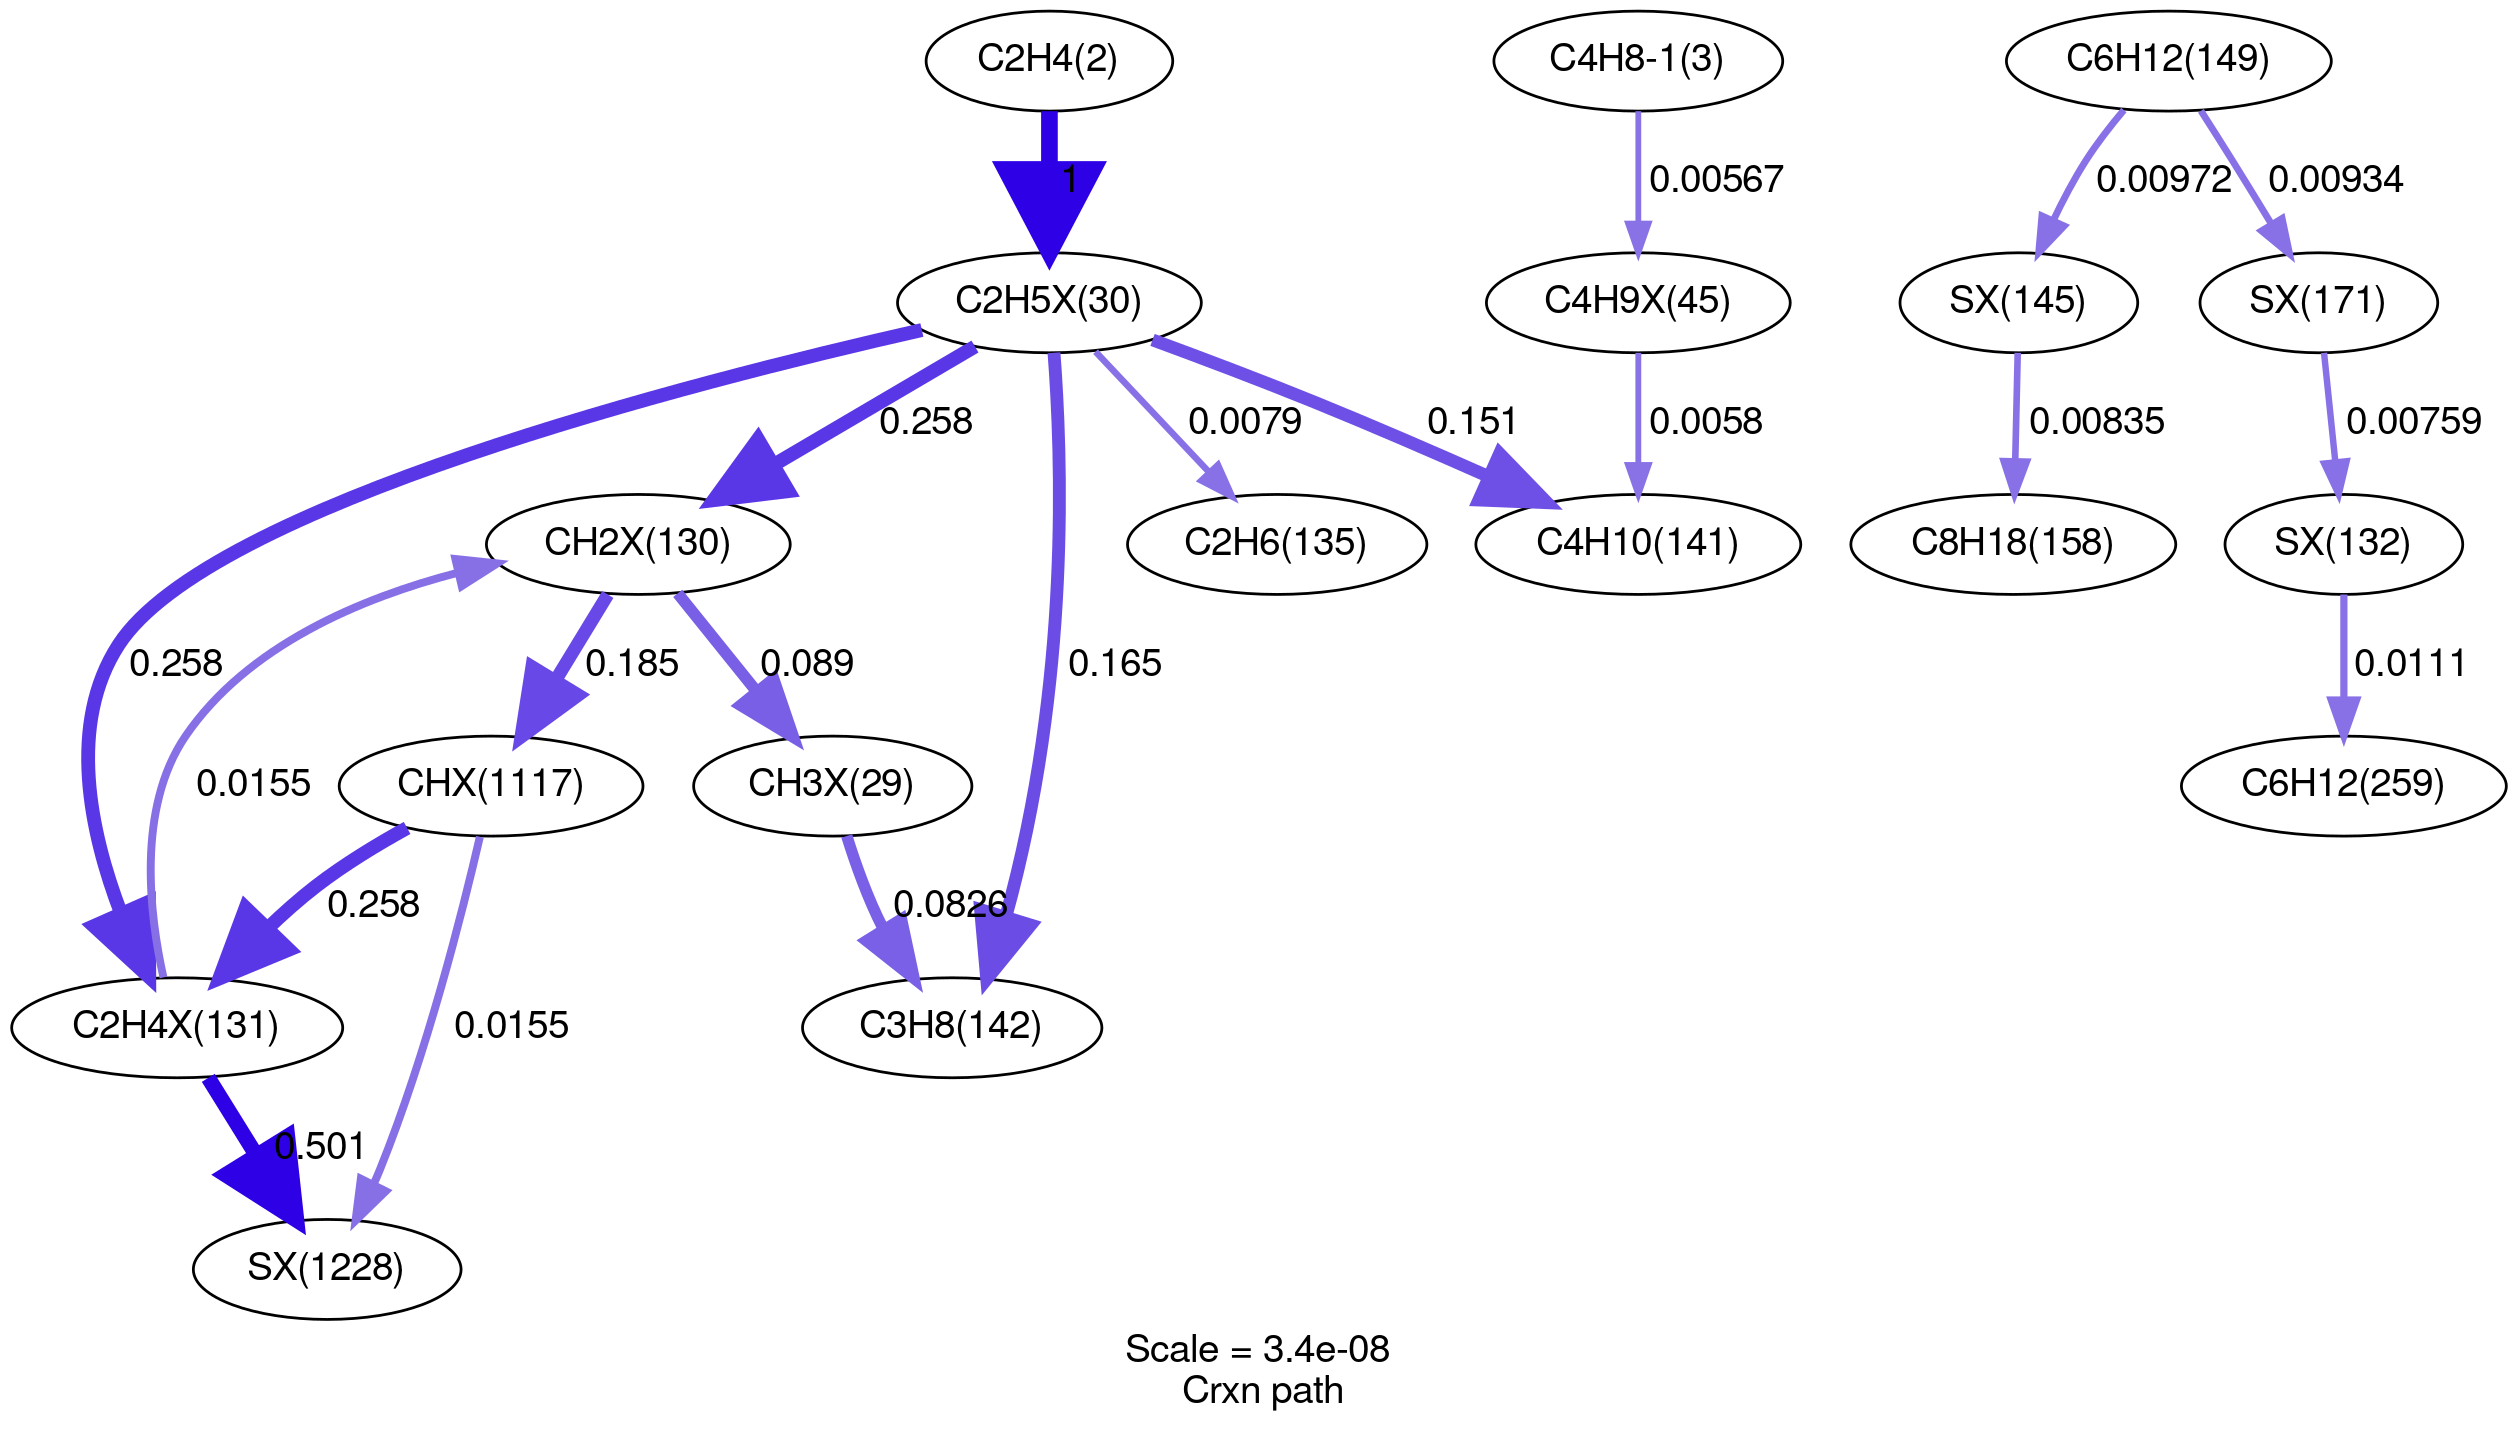 C2H4(2)
C4H8-1(3)
C6H12(149)
1
0.00567
0.00972
0.00934
C2H5X(30)
C4H9X(45)
SX(145)
SX(171)
0.258
0.0079
0.151
0.0058
0.00835
0.00759
CH2X(130)
C2H6(135)
C4H10(141)
C8H18(158)
SX(132)
0.258
0.185
0.089
0.165
0.0111
0.0155
CHX(1117)
CH3X(29)
C6H12(259)
0.258
0.0826
C2H4X(131)
0.0155
C3H8(142)
0.501
SX(1228)
Scale = 3.4e-08
Crxn path